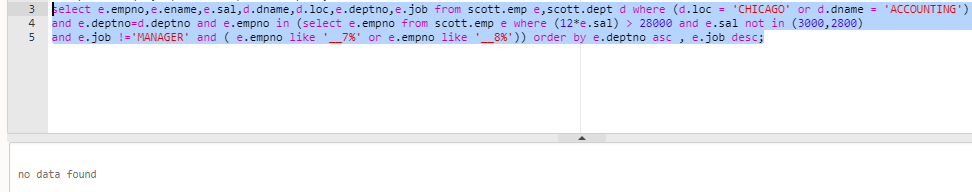 3 select e.empno,e.ename,e.sal,d.dname,d.loc,e.deptno,e.job from scott.emp e,scott.dept d where (d.loc = 'CHICAGO' or d.dname = 'ACCOUNTING')
4 and e.deptno=d.deptno and e.empno in (select e.empno from scott.emp e where (12*e.sal) > 28000 and e.sal not in (3000,2800)
5 and e.job !='MANAGER' and ( e.empno like '__7%' or e.empno like '__8%')) order by e.deptno asc , e.job desc;
no data found